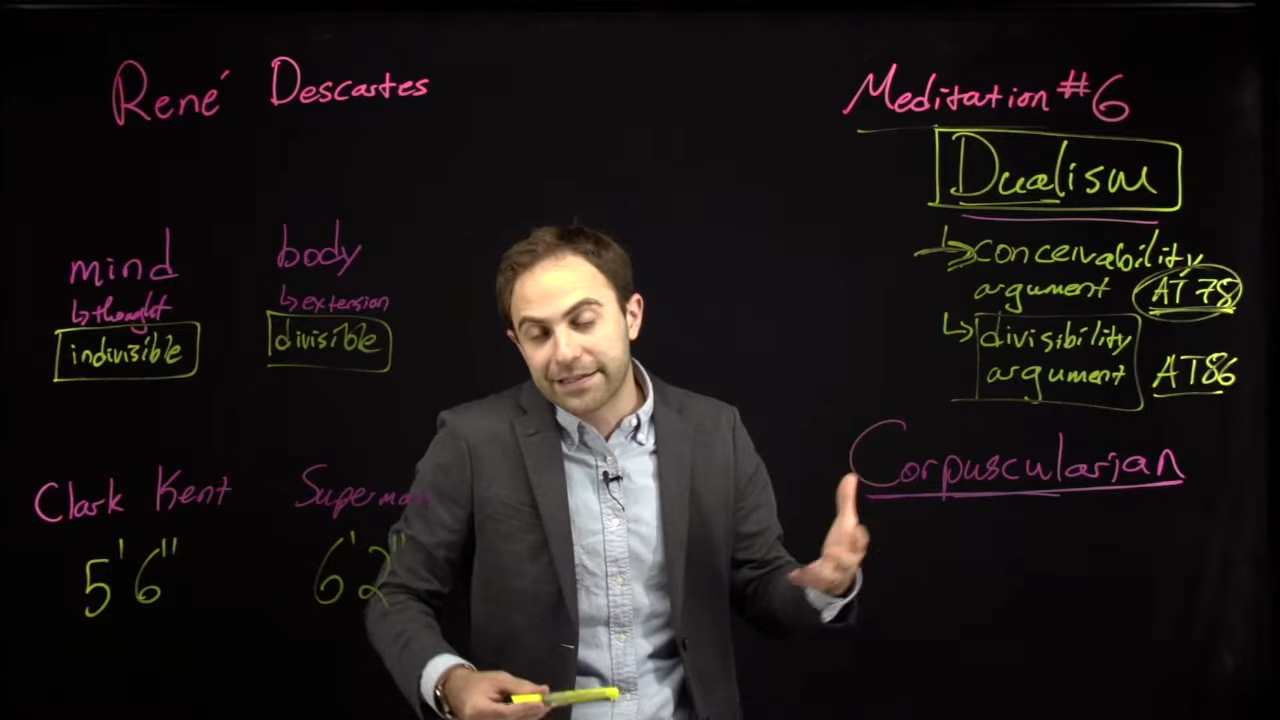 René Descartes
mind body
↳thought ↳extension
indivisible divisible
Clark Kent Superman
5'6" 6'2"
Meditation #6
Dualism
↳conceivability
argument AT 78
↳divisibility
argument AT86
Corpuscularian